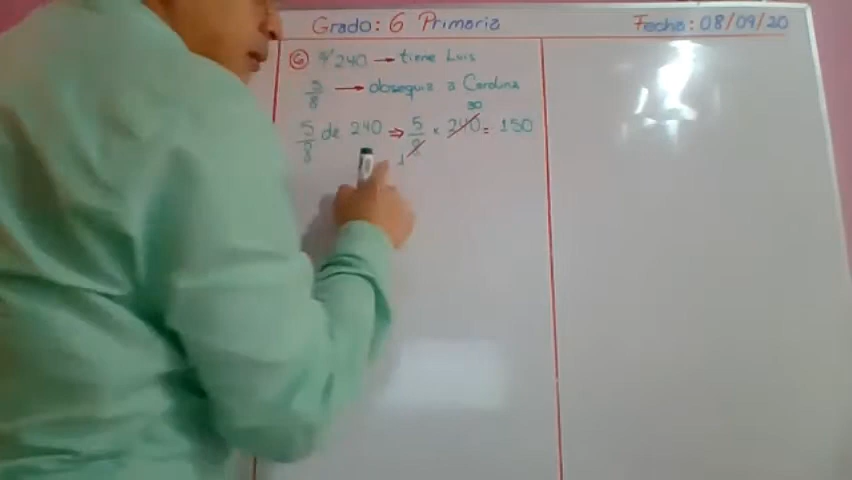 Grado: 6 Primaria
Fecha: 08/09/20
6 S/240 → tiene Luis
5/8 → obsequia a Carolina
30
5/8 de 240 ⇒ 5/8 x 240 = 150
1